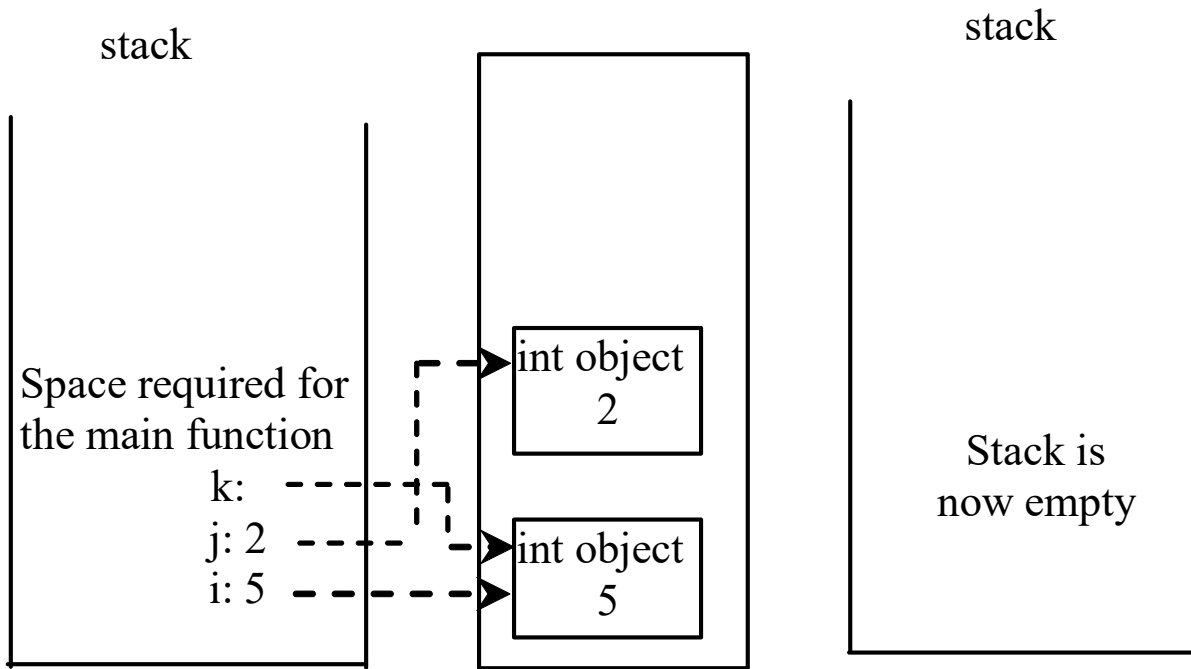 stack
Space required for
the main function
k:
j: 2
i: 5
int object
2
int object
5
stack
Stack is
now empty